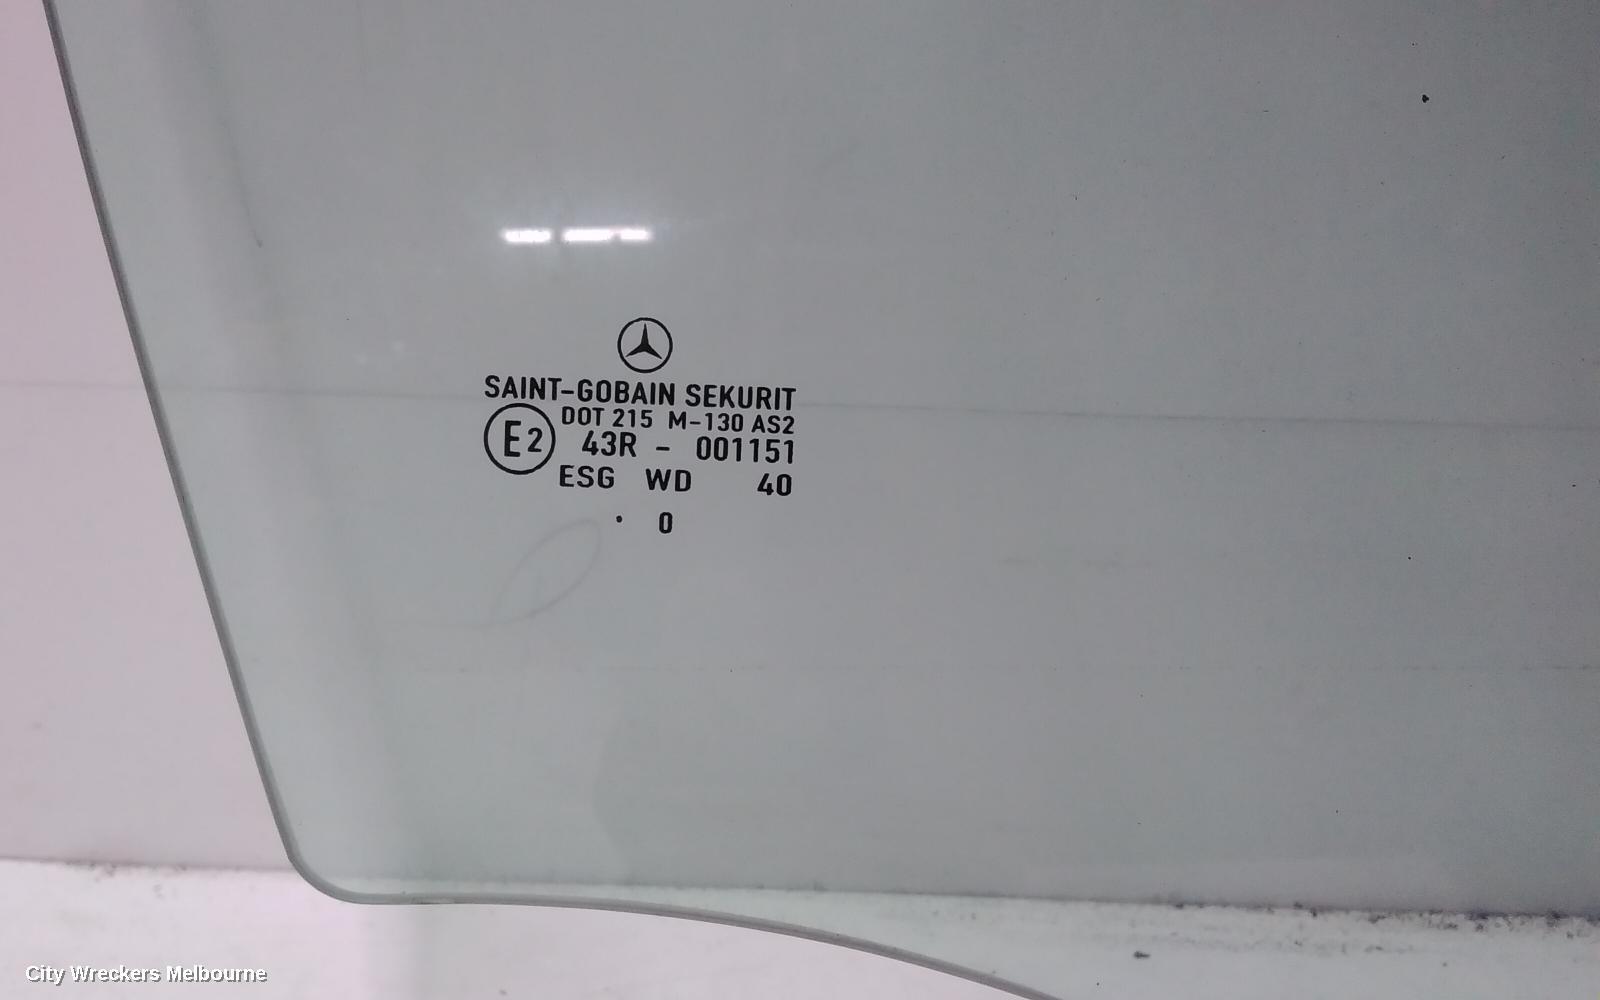 SAINT-GOBAIN SEKURIT
DOT 215 M-130 AS2
E2 43R - 001151
ESG WD 40
. 0
City Wreckers Melbourne